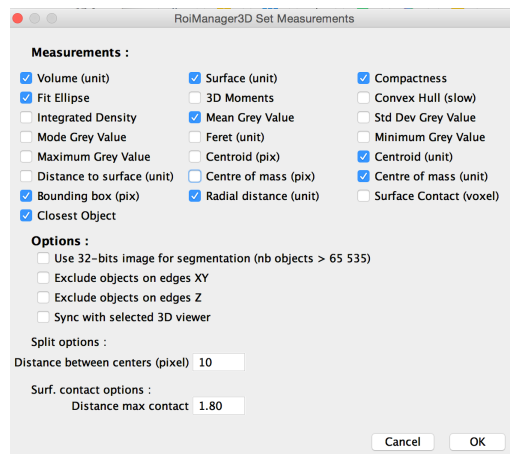 RoiManager3D Set Measurements
Measurements :
Volume (unit) Surface (unit) Compactness
Fit Ellipse 3D Moments Convex Hull (slow)
Integrated Density Mean Grey Value Std Dev Grey Value
Mode Grey Value Feret (unit) Minimum Grey Value
Maximum Grey Value Centroid (pix) Centroid (unit)
Distance to surface (unit) Centre of mass (pix) Centre of mass (unit)
Bounding box (pix) Radial distance (unit) Surface Contact (voxel)
Closest Object
Options :
Use 32-bits image for segmentation (nb objects > 65 535)
Exclude objects on edges XY
Exclude objects on edges Z
Sync with selected 3D viewer
Split options :
Distance between centers (pixel) 10
Surf. contact options :
Distance max contact 1.80
Cancel OK